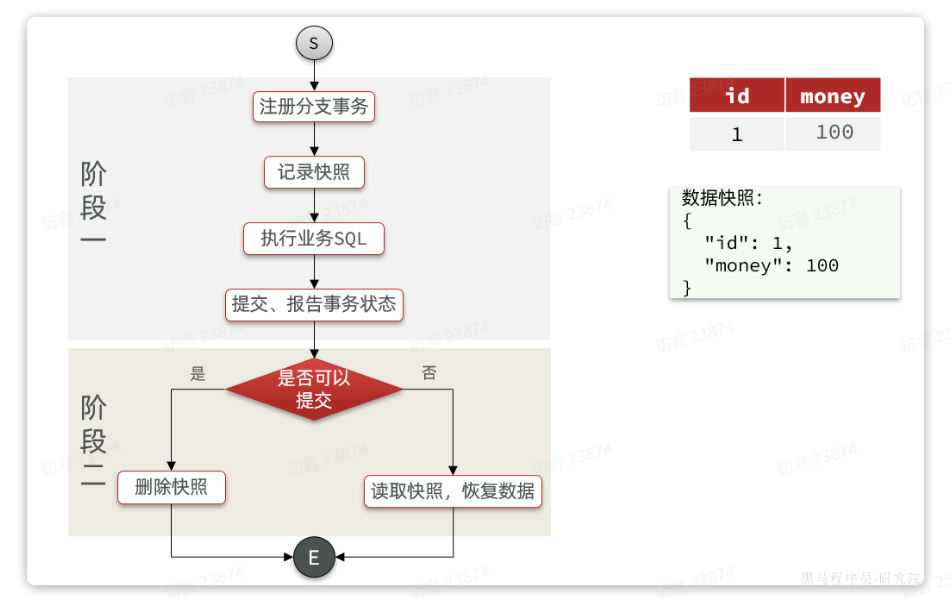 S
注册分支事务
记录快照
执行业务SQL
提交、报告事务状态
阶
段
一
是否可以
提交
是
否
阶
段
二
删除快照
读取快照，恢复数据
E
id money
1 100
数据快照：
{
"id": 1,
"money": 100
}
访客 23874
黑马程序员-研究院